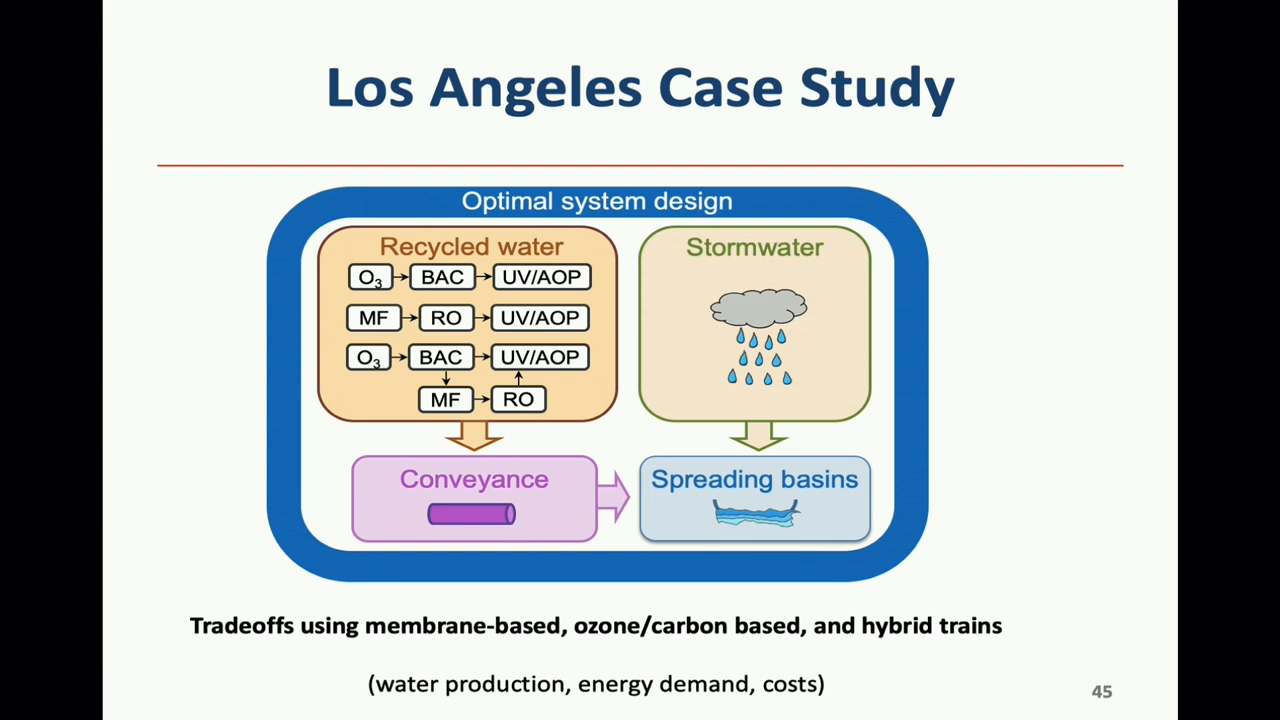 Los Angeles Case Study
Optimal system design
Recycled water
O3 BAC UV/AOP
MF RO UV/AOP
O3 BAC UV/AOP
MF RO
Stormwater
Conveyance
Spreading basins
Tradeoffs using membrane-based, ozone/carbon based, and hybrid trains
(water production, energy demand, costs)
45